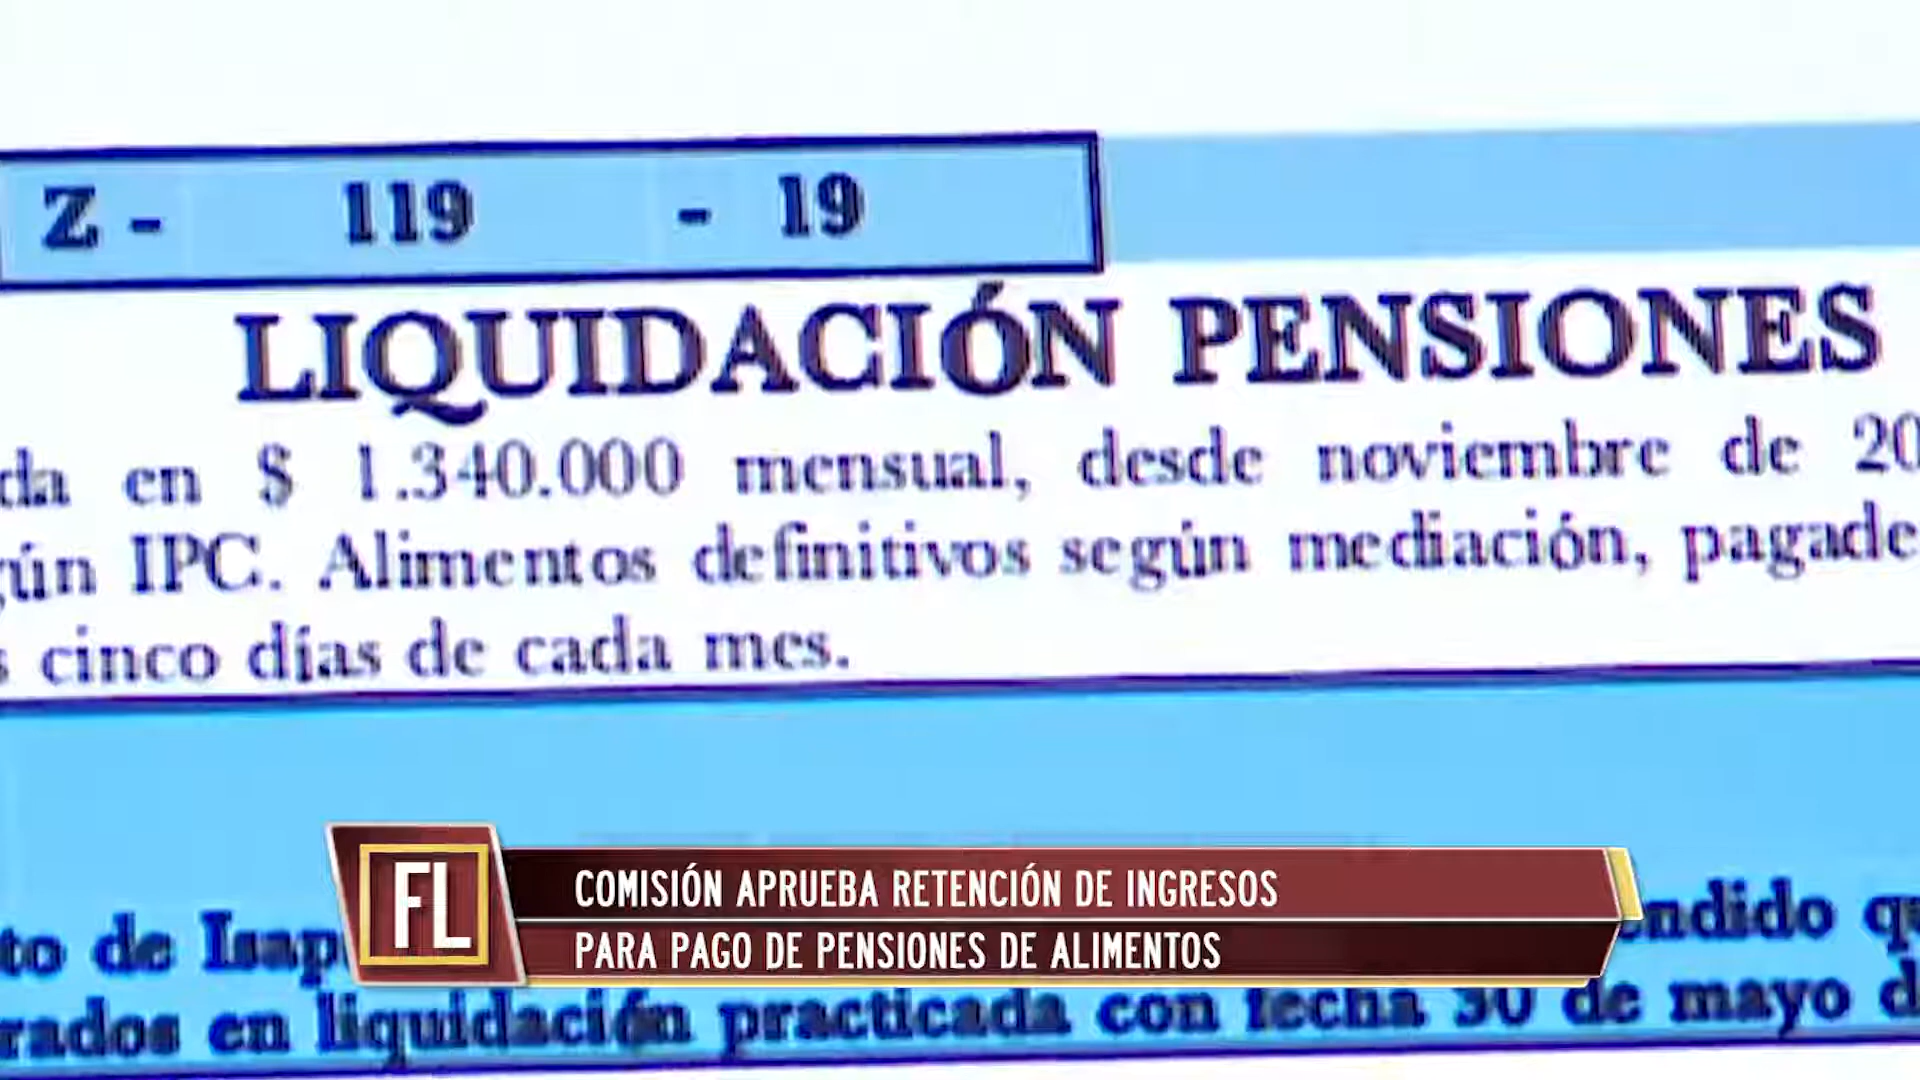 Z - 119 - 19
LIQUIDACIÓN PENSIONES
da en $ 1.340.000 mensual, desde noviembre de 20
gún IPC. Alimentos definitivos según mediación, pagade
s cinco días de cada mes.
FL
COMISIÓN APRUEBA RETENCIÓN DE INGRESOS
PARA PAGO DE PENSIONES DE ALIMENTOS
to de Isap endido qu
rados en liquidación practicada con fecha 30 de mayo d